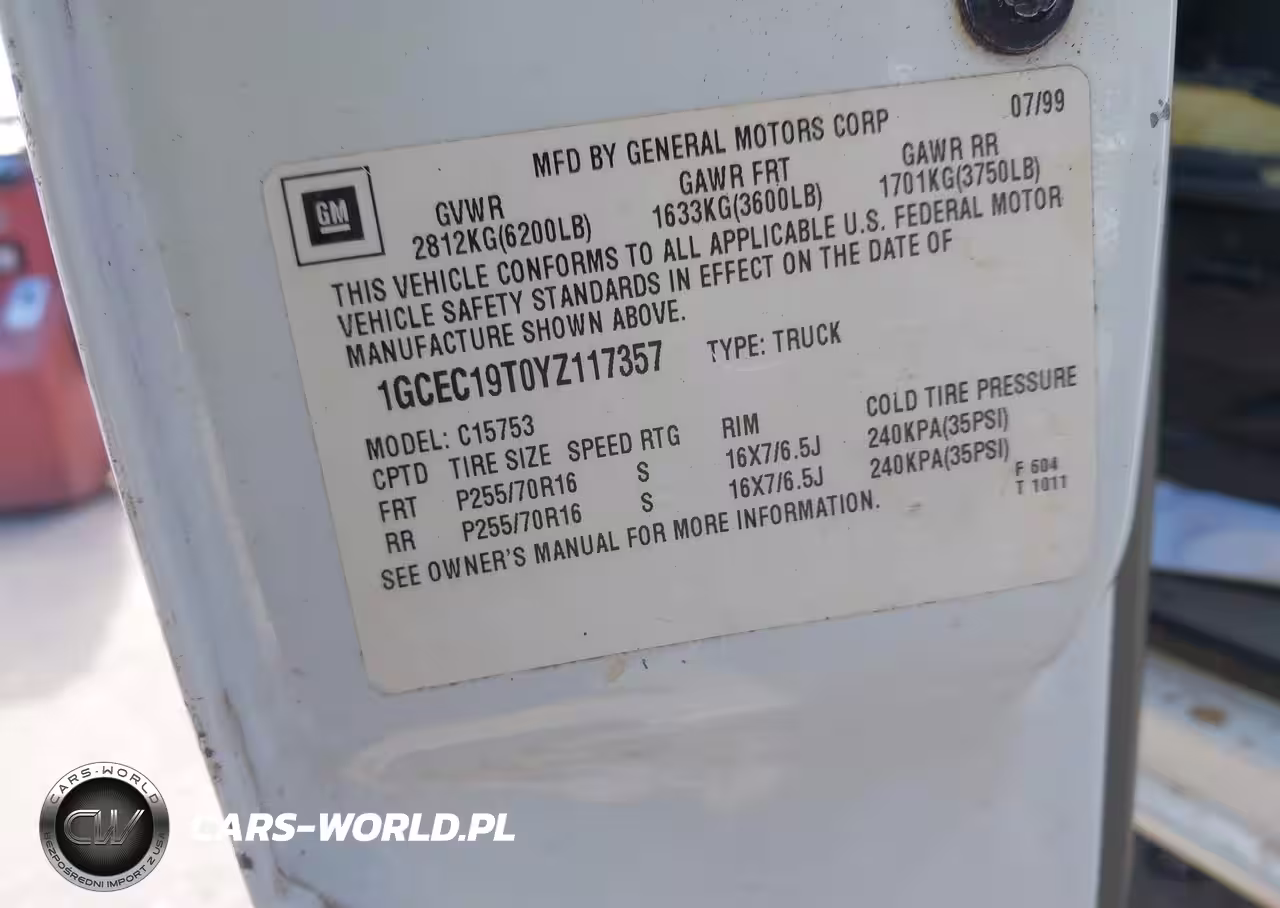 07/99
MFD BY GENERAL MOTORS CORP
GM
GVWR GAWR FRT GAWR RR
2812KG(6200LB) 1633KG(3600LB) 1701KG(3750LB)
THIS VEHICLE CONFORMS TO ALL APPLICABLE U.S. FEDERAL MOTOR
VEHICLE SAFETY STANDARDS IN EFFECT ON THE DATE OF
MANUFACTURE SHOWN ABOVE.
1GCEC19T0YZ117357 TYPE: TRUCK
MODEL: C15753
CPTD TIRE SIZE SPEED RTG RIM COLD TIRE PRESSURE
FRT P255/70R16 S 16X7/6.5J 240KPA(35PSI)
RR P255/70R16 S 16X7/6.5J 240KPA(35PSI)
F 604
T 1011
SEE OWNER'S MANUAL FOR MORE INFORMATION.
CARS-WORLD
CW
BEZPOŚREDNI IMPORT Z USA
CARS-WORLD.PL